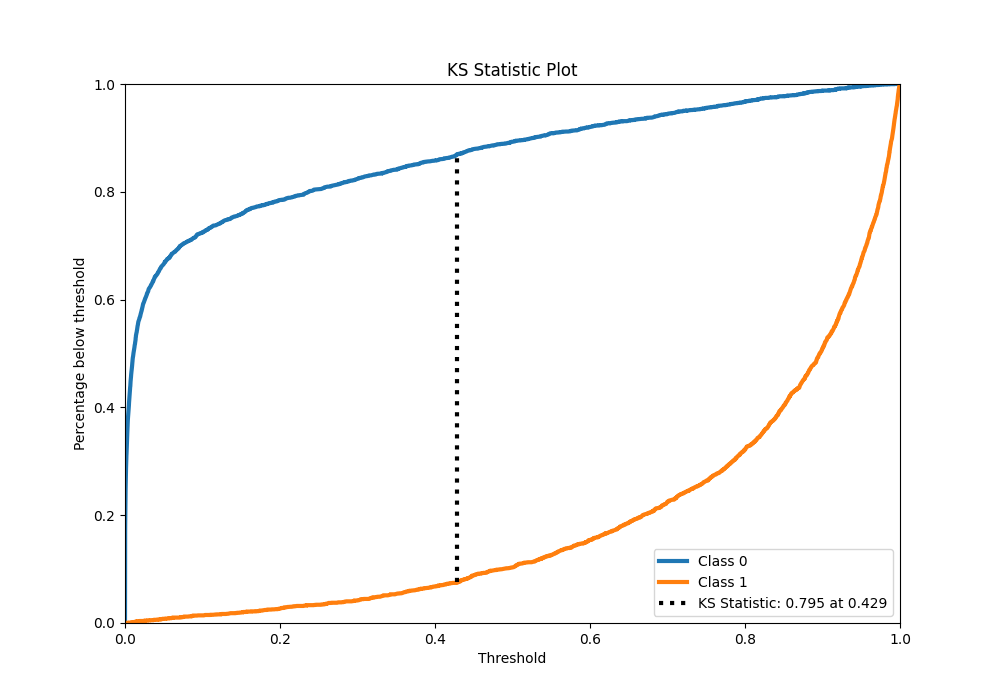 KS Statistic Plot
Percentage below threshold
1.0
0.8
0.6
0.4
0.2
0.0
0.0 0.2 0.4 0.6 0.8 1.0
Threshold
Class 0
Class 1
KS Statistic: 0.795 at 0.429